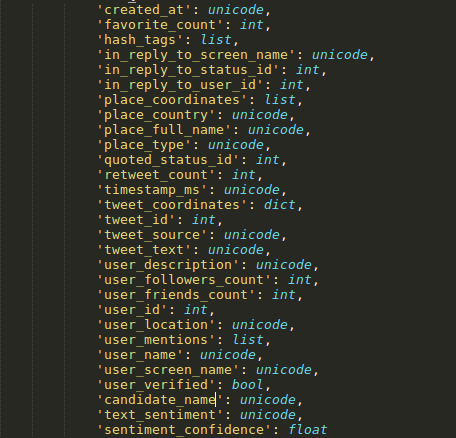 'created_at': unicode,
'favorite_count': int,
'hash_tags': list,
'in_reply_to_screen_name': unicode,
'in_reply_to_status_id': int,
'in_reply_to_user_id': int,
'place_coordinates': list,
'place_country': unicode,
'place_full_name': unicode,
'place_type': unicode,
'quoted_status_id': int,
'retweet_count': int,
'timestamp_ms': unicode,
'tweet_coordinates': dict,
'tweet_id': int,
'tweet_source': unicode,
'tweet_text': unicode,
'user_description': unicode,
'user_followers_count': int,
'user_friends_count': int,
'user_id': int,
'user_location': unicode,
'user_mentions': list,
'user_name': unicode,
'user_screen_name': unicode,
'user_verified': bool,
'candidate_name': unicode,
'text_sentiment': unicode,
'sentiment_confidence': float